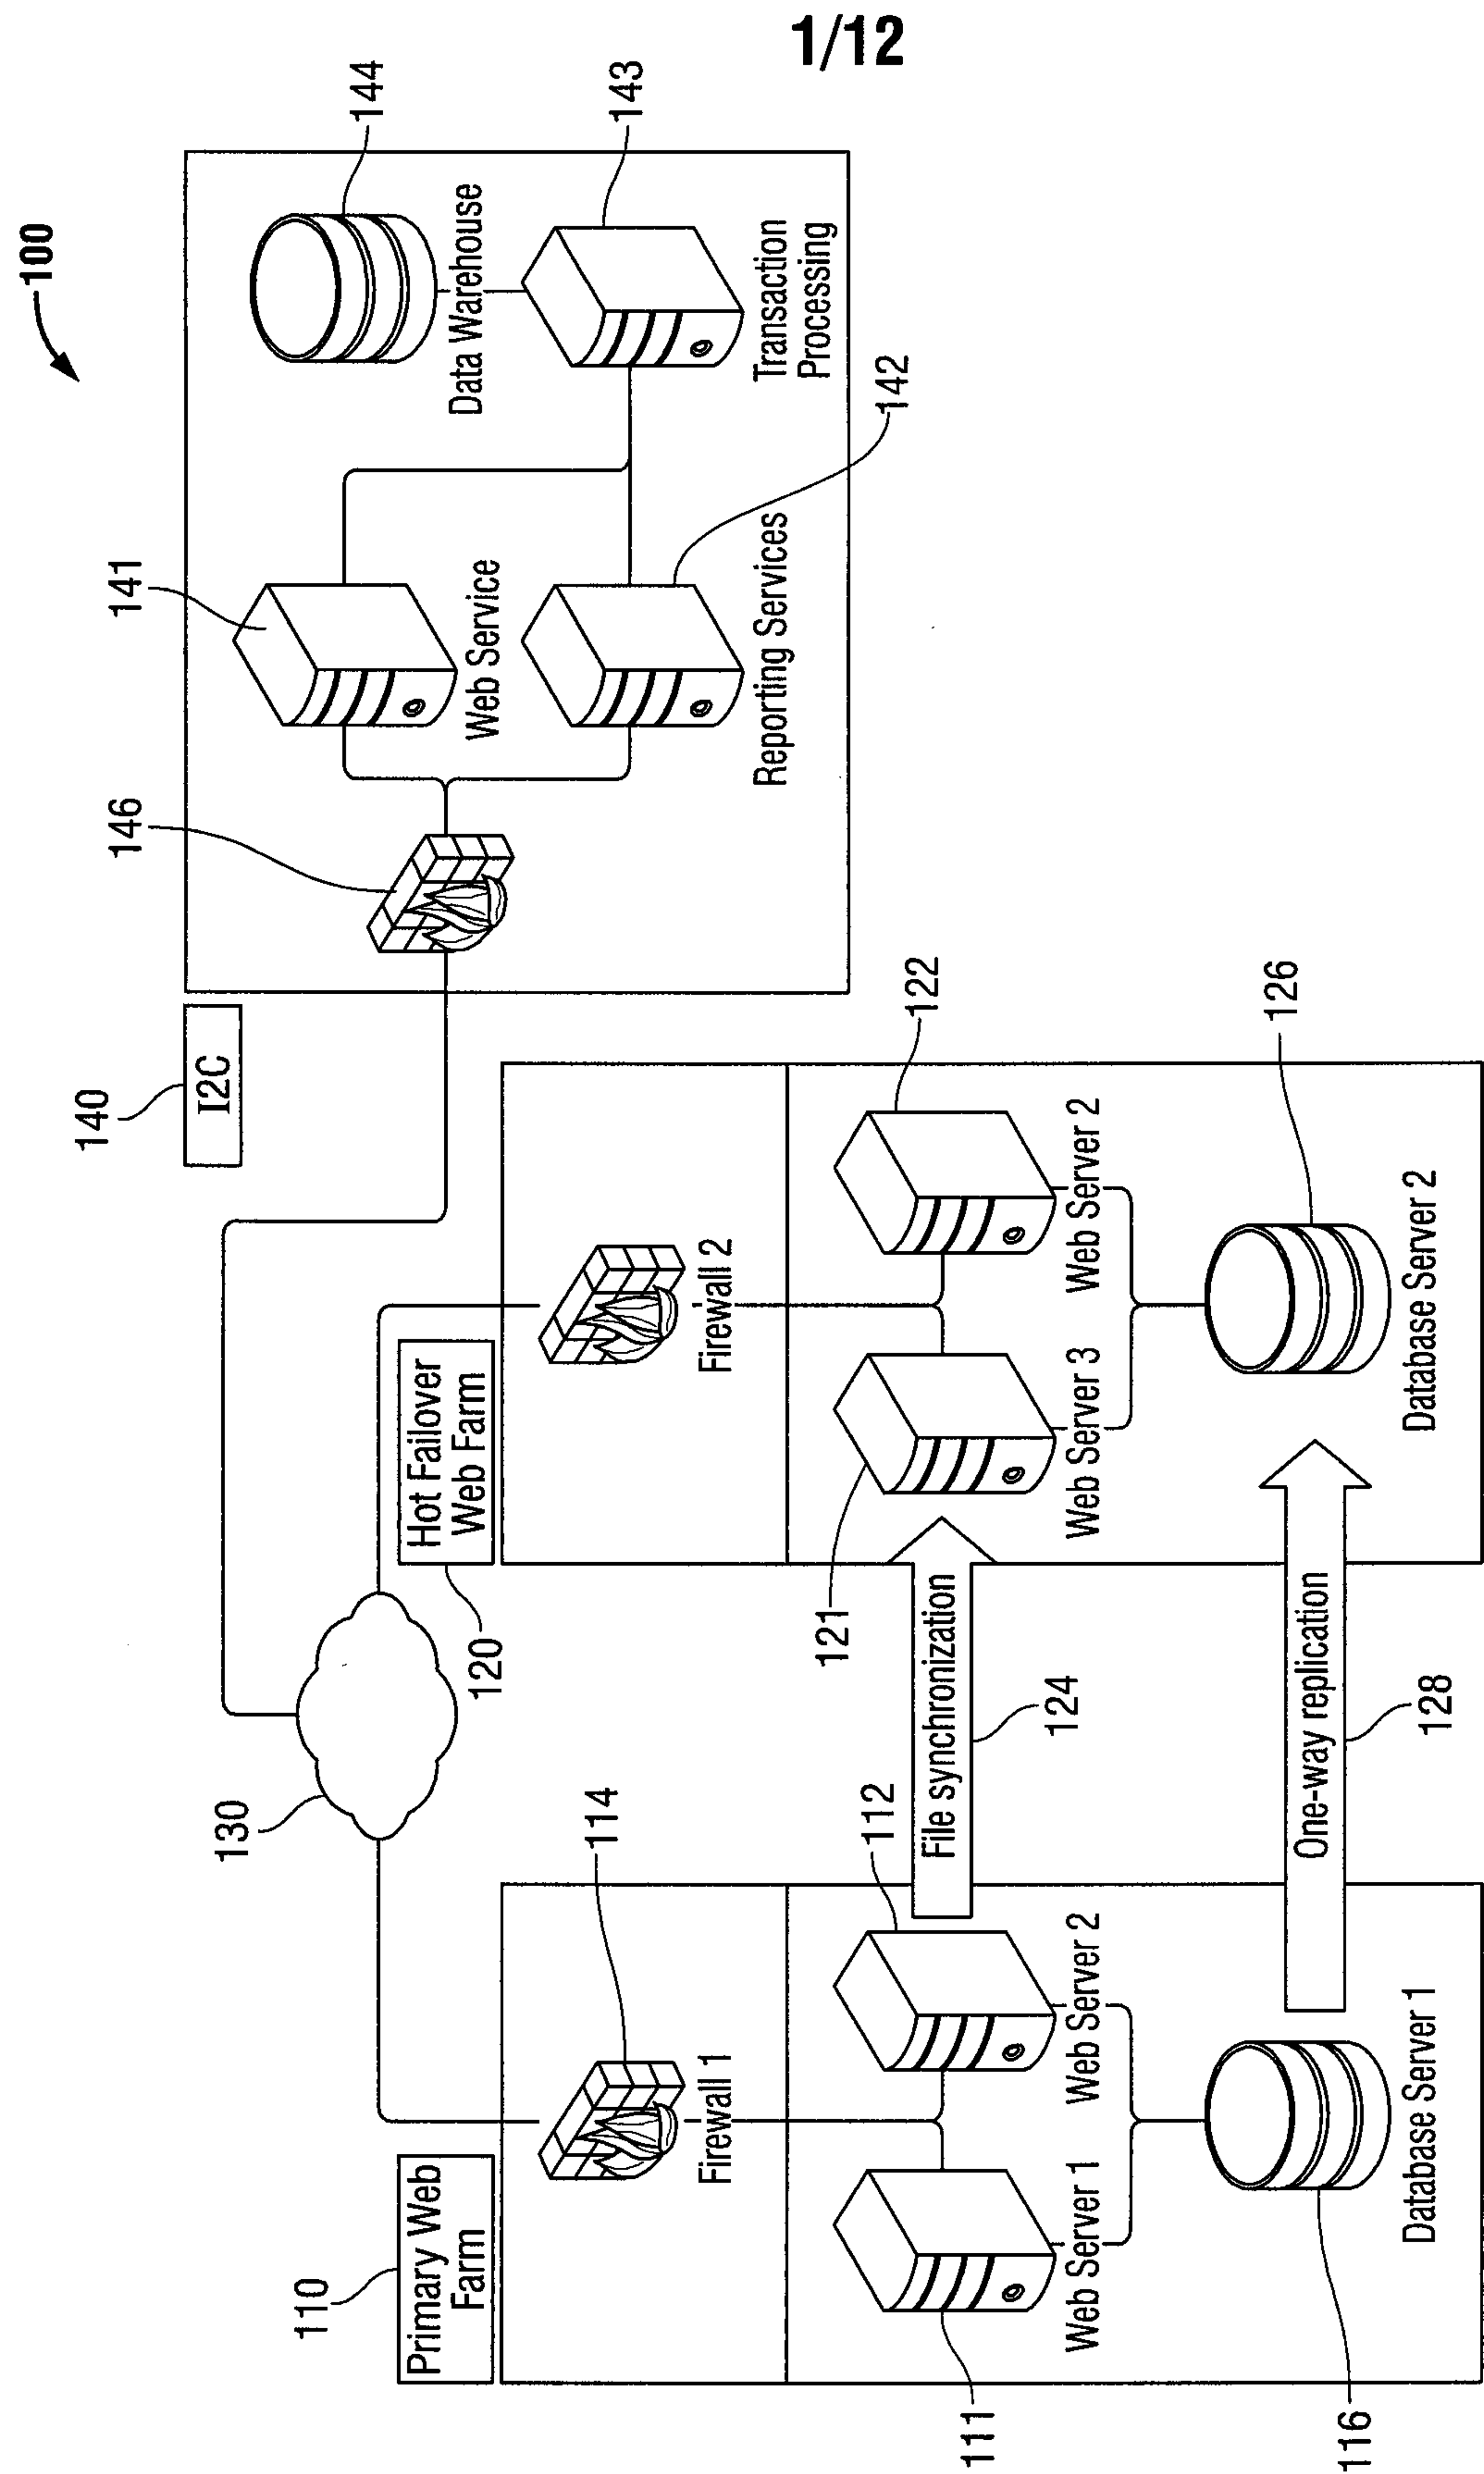 1/12
100
110
Primary Web
Farm
130
120
Hot Failover
Web Farm
140
I2C
146
141
144
143
142
Web Service
Data Warehouse
Reporting Services
Transaction
Processing
114
Firewall 1
Firewall 2
111
112
121
122
Web Server 1
Web Server 2
File synchronization
124
Web Server 3
Web Server 2
116
Database Server 1
One-way replication
128
126
Database Server 2